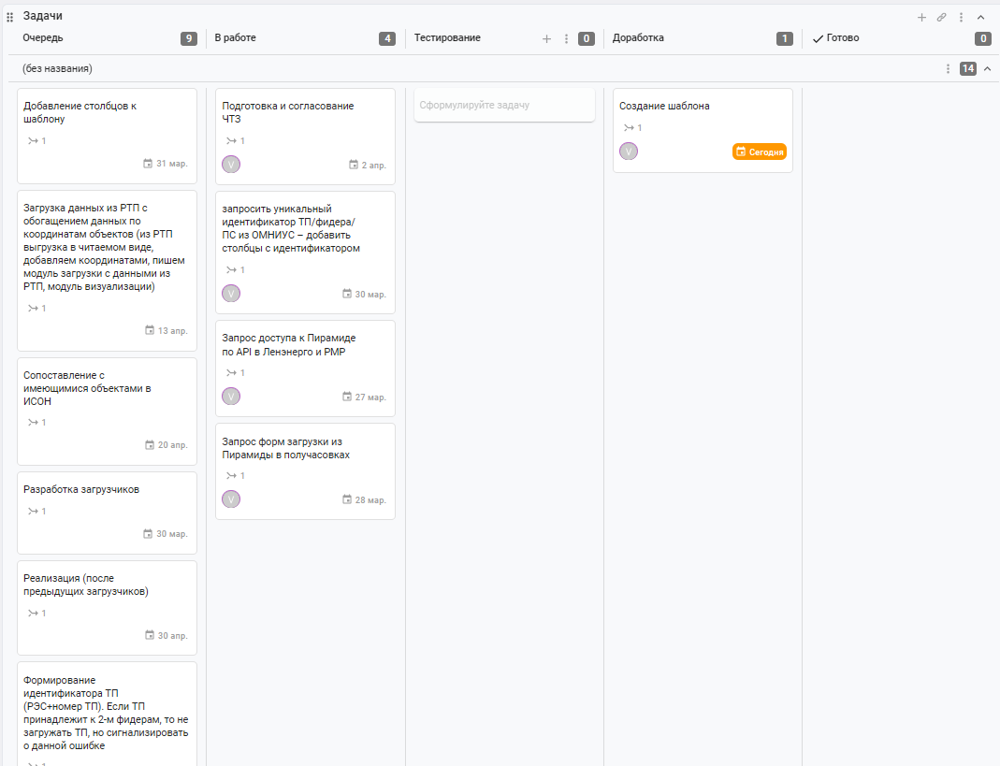 Задачи
Очередь
9
В работе
4
Тестирование
0
Доработка
1
Готово
0
(без названия)
14
Добавление столбцов к
шаблону
1
31 мар.
Загрузка данных из РТП с
обогащением данных по
координатам объектов (из РТП
выгрузка в читаемом виде,
добавляем координатами, пишем
модуль загрузки с данными из
РТП, модуль визуализации)
1
13 апр.
Сопоставление с
имеющимися объектами в
ИСОН
1
20 апр.
Разработка загрузчиков
1
30 мар.
Реализация (после
предыдущих загрузчиков)
1
30 апр.
Формирование
идентификатора ТП
(РЭС+номер ТП). Если ТП
принадлежит к 2-м фидерам, то не
загружать ТП, но сигнализировать
о данной ошибке
Подготовка и согласование
ЧТЗ
1
V
2 апр.
запросить уникальный
идентификатор ТП/фидера/
ПС из ОМНИУС – добавить
столбцы с идентификатором
1
V
30 мар.
Запрос доступа к Пирамиде
по API в Ленэнерго и РМР
1
V
27 мар.
Запрос форм загрузки из
Пирамиды в получасовках
1
V
28 мар.
Сформулируйте задачу
Создание шаблона
1
V
Сегодня